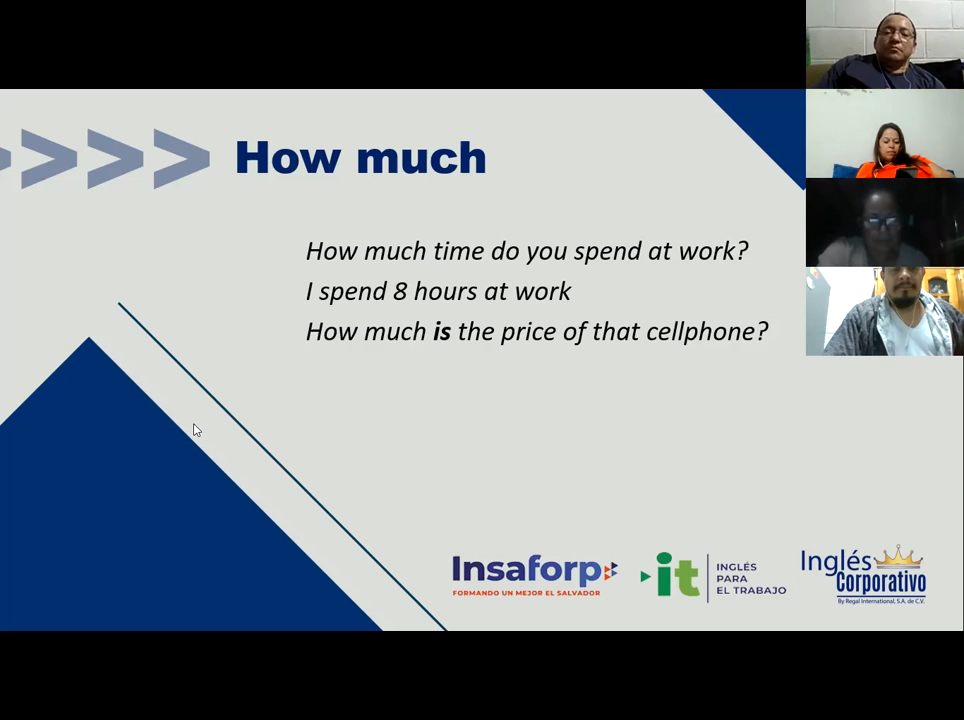 How much
How much time do you spend at work?
I spend 8 hours at work
How much is the price of that cellphone?
Insaforp
FORMANDO UN MEJOR EL SALVADOR
it
INGLÉS
PARA
EL TRABAJO
Inglés
Corporativo
By Regal International, S.A. de C.V.